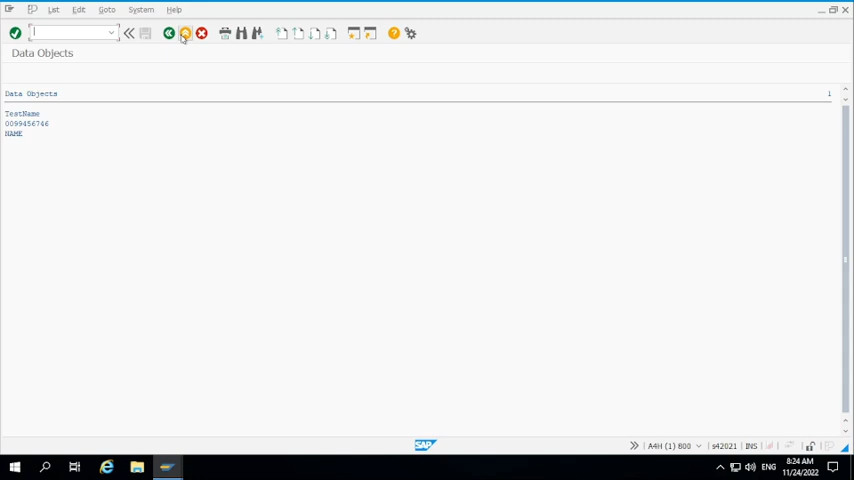 List Edit Goto System Help
Data Objects
Data Objects 1
TestName
0099456746
NAMK
SAP A4H (1) 800 s42021 INS
ENG 8:24 AM
11/24/2022